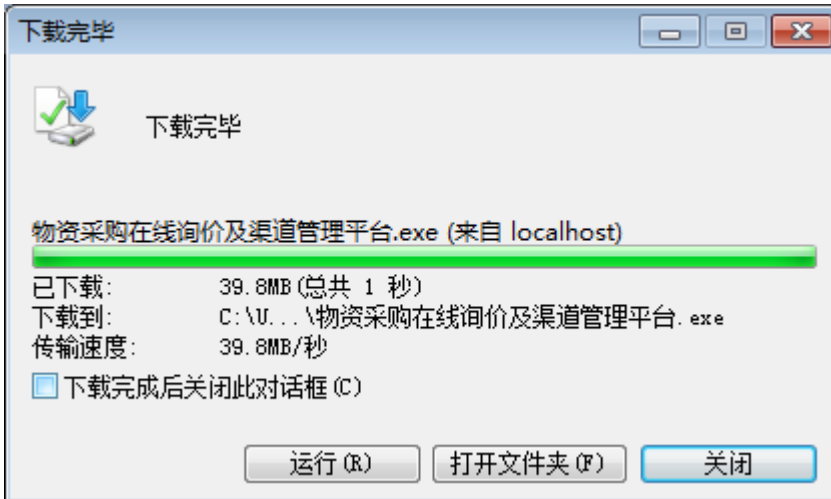 下载完毕
下载完毕
物资采购在线询价及渠道管理平台.exe (来自 localhost)
已下载: 39.8MB(总共 1 秒)
下载到: C:\U...\物资采购在线询价及渠道管理平台.exe
传输速度: 39.8MB/秒
下载完成后关闭此对话框(C)
运行(R) 打开文件夹(F) 关闭